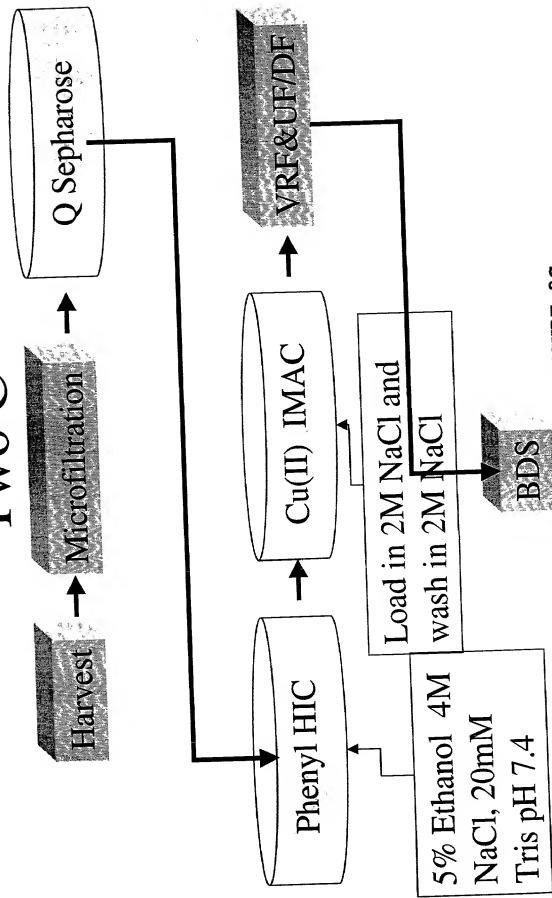 Harvest
Microfiltration
Q Sepharose
Phenyl HIC
Cu(II) IMAC
VRF&UF/DF
5% Ethanol 4M
NaCl, 20mM
Tris pH 7.4
Load in 2M NaCl and
wash in 2M NaCl
BDS